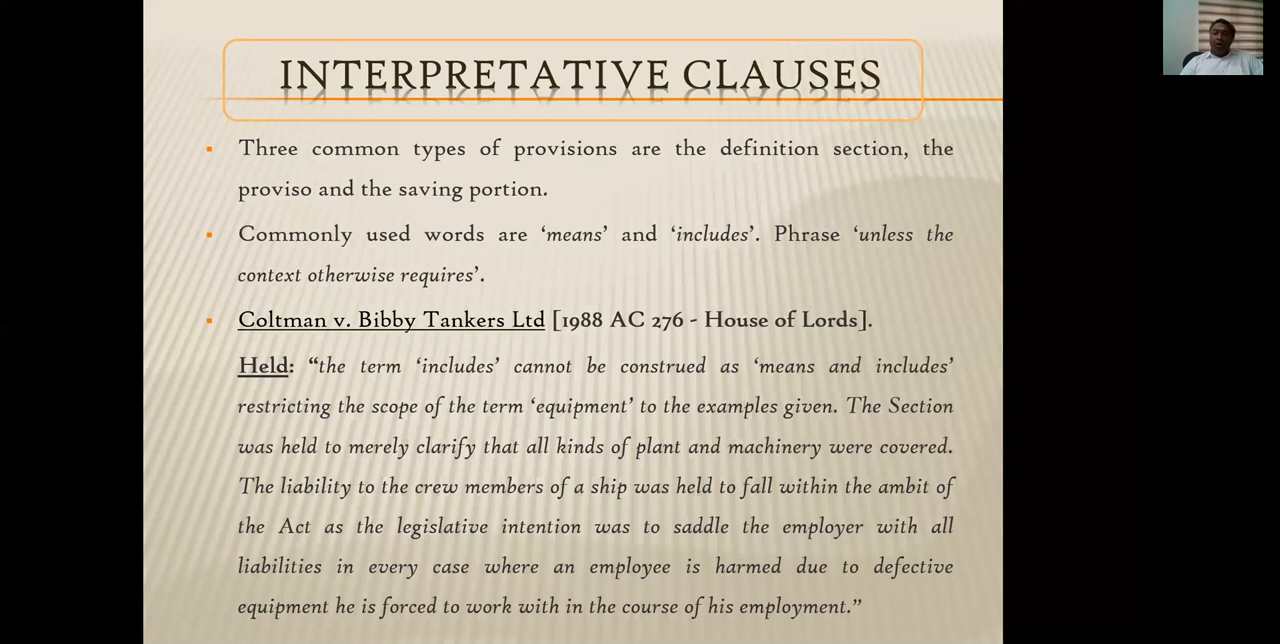 INTERPRETATIVE CLAUSES
▪ Three common types of provisions are the definition section, the
proviso and the saving portion.
▪ Commonly used words are ‘means’ and ‘includes’. Phrase ‘unless the
context otherwise requires’.
▪ Coltman v. Bibby Tankers Ltd [1988 AC 276 - House of Lords].
Held: “the term ‘includes’ cannot be construed as ‘means and includes’
restricting the scope of the term ‘equipment’ to the examples given. The Section
was held to merely clarify that all kinds of plant and machinery were covered.
The liability to the crew members of a ship was held to fall within the ambit of
the Act as the legislative intention was to saddle the employer with all
liabilities in every case where an employee is harmed due to defective
equipment he is forced to work with in the course of his employment.”